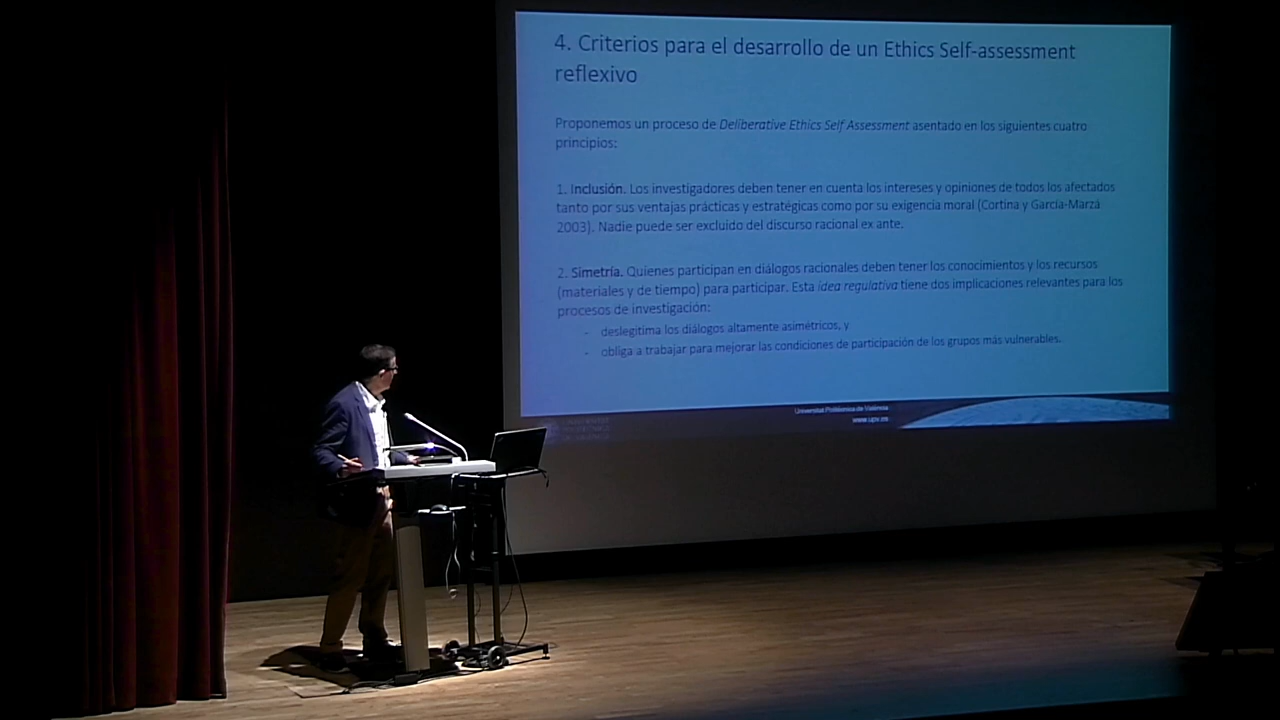 4. Criterios para el desarrollo de un Ethics Self-assessment
reflexivo
Proponemos un proceso de Deliberative Ethics Self Assessment asentado en los siguientes cuatro
principios:
1. Inclusión. Los investigadores deben tener en cuenta los intereses y opiniones de todos los afectados
tanto por sus ventajas prácticas y estratégicas como por su exigencia moral (Cortina y García-Marzá
2003). Nadie puede ser excluido del discurso racional ex ante.
2. Simetría. Quienes participan en diálogos racionales deben tener los conocimientos y los recursos
(materiales y de tiempo) para participar. Esta idea regulativa tiene dos implicaciones relevantes para los
procesos de investigación:
- deslegitima los diálogos altamente asimétricos, y
- obliga a trabajar para mejorar las condiciones de participación de los grupos más vulnerables.
Universitat Politècnica de València
www.upv.es